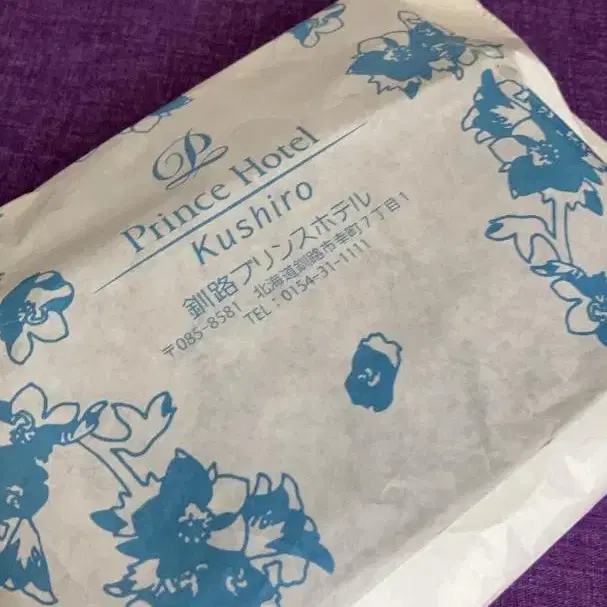 Prince Hotel
Kushiro
釧路プリンスホテル
〒085-8581 北海道釧路市幸町7丁目1
TEL：0154-31-1111